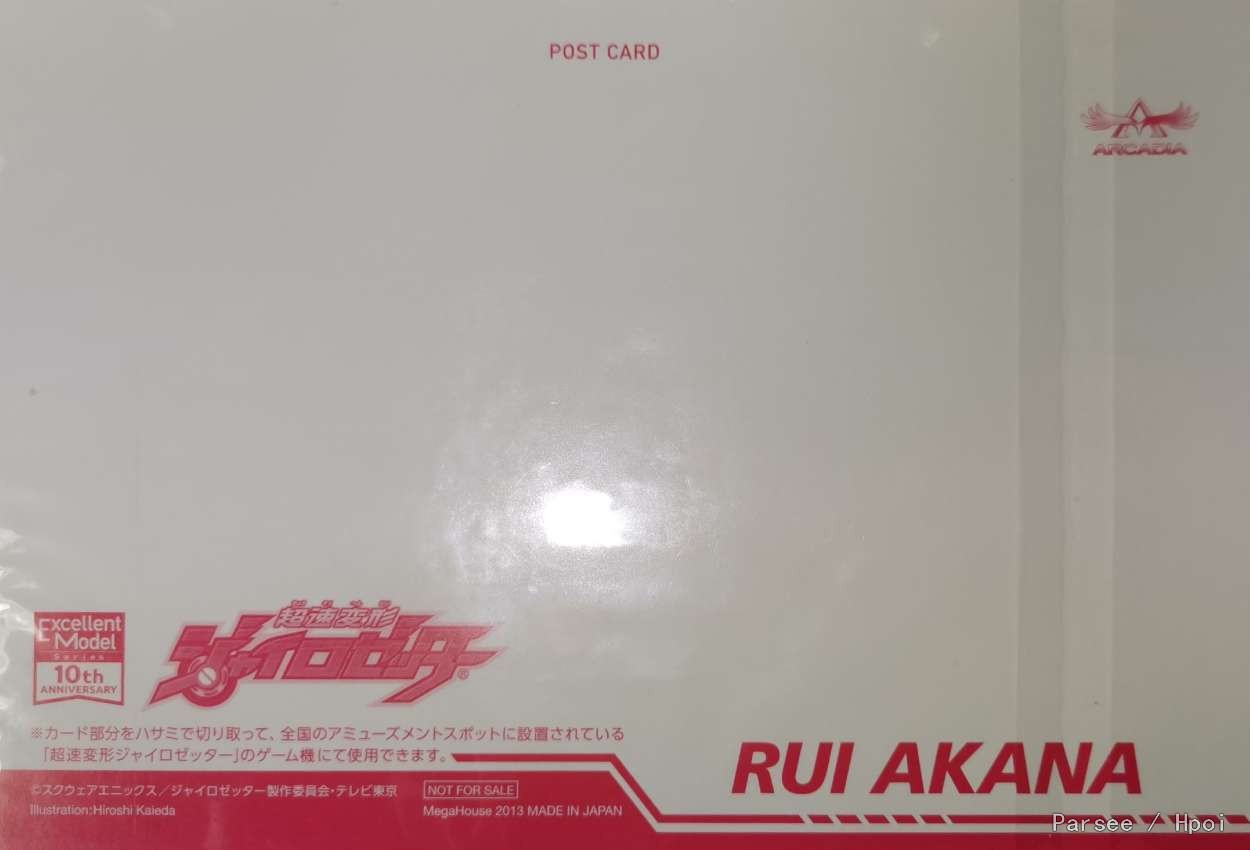 POST CARD
ARCADIA
Excellent
Model
Series
10th
ANNIVERSARY
超速変形
ジャイロゼッター®
※カード部分をハサミで切り取って、全国のアミューズメントスポットに設置されている
「超速変形ジャイロゼッター」のゲーム機にて使用できます。
RUI AKANA
©スクウェアエニックス／ジャイロゼッター製作委員会・テレビ東京
NOT FOR SALE
Illustration:Hiroshi Kaieda
MegaHouse 2013 MADE IN JAPAN
Parsee / Hpoi